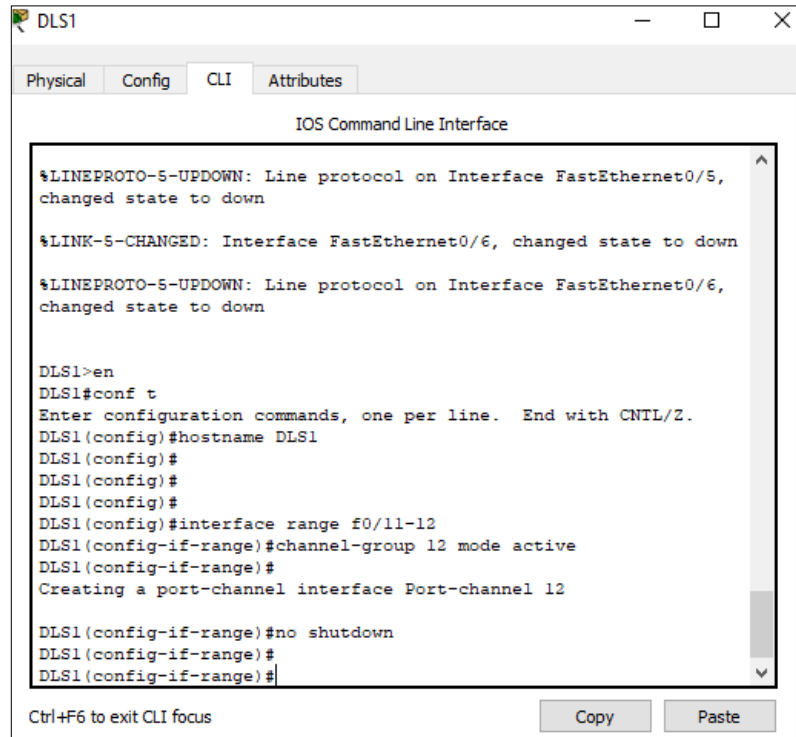 DLS1
Physical Config CLI Attributes
IOS Command Line Interface
%LINEPROTO-5-UPDOWN: Line protocol on Interface FastEthernet0/5,
changed state to down
%LINK-5-CHANGED: Interface FastEthernet0/6, changed state to down
%LINEPROTO-5-UPDOWN: Line protocol on Interface FastEthernet0/6,
changed state to down
DLS1>en
DLS1#conf t
Enter configuration commands, one per line.  End with CNTL/Z.
DLS1(config)#hostname DLS1
DLS1(config)#
DLS1(config)#
DLS1(config)#
DLS1(config)#interface range f0/11-12
DLS1(config-if-range)#channel-group 12 mode active
DLS1(config-if-range)#
Creating a port-channel interface Port-channel 12
DLS1(config-if-range)#no shutdown
DLS1(config-if-range)#
DLS1(config-if-range)#
Ctrl+F6 to exit CLI focus
Copy Paste